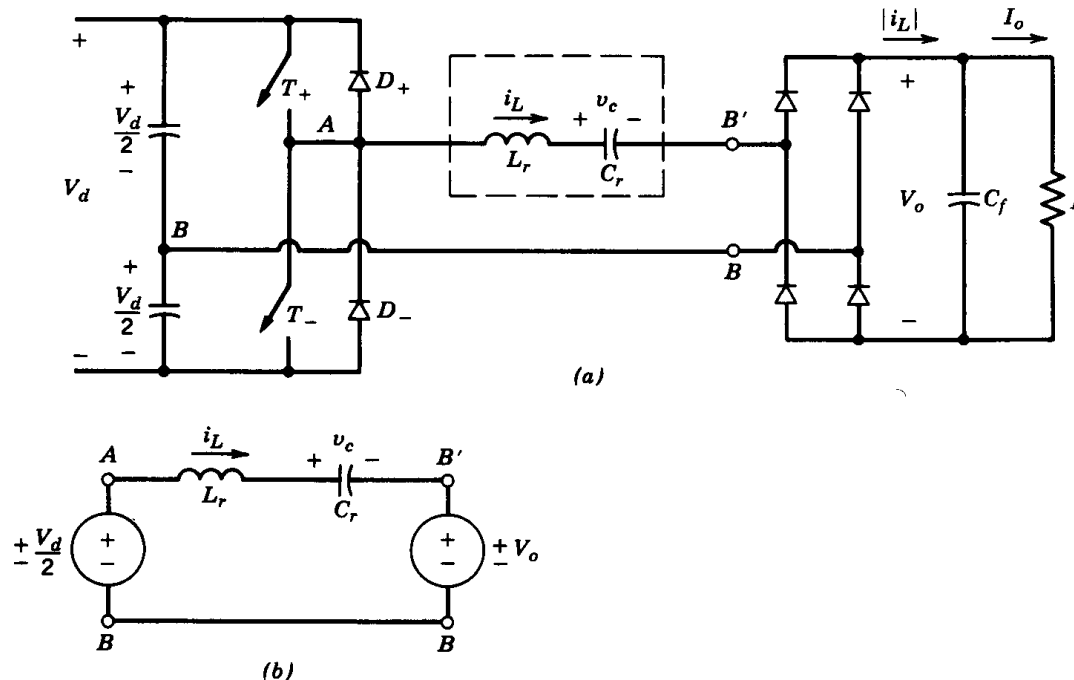 +
+
V_d/2
-
V_d
B
+
V_d/2
-
-
T_+
D_+
A
T_-
D_-
i_L
L_r
+ v_c -
C_r
B'
B
|i_L|
I_o
+
V_o
C_f
-
(a)
A
i_L
L_r
+ v_c -
C_r
B'
± V_d/2
+
-
+
-
± V_o
B
B
(b)